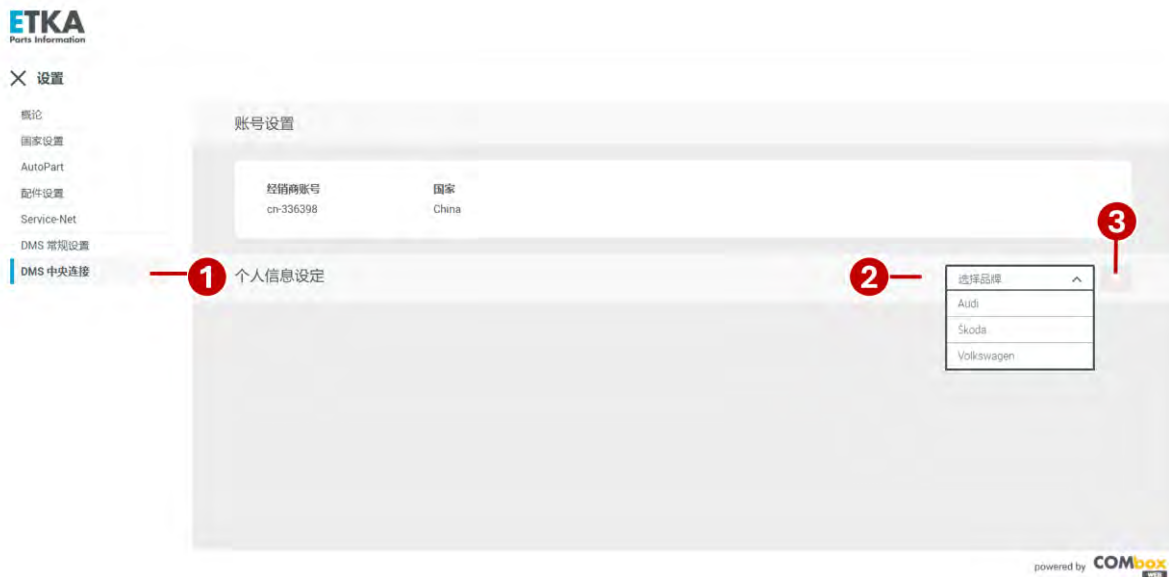 ETKA
Parts Information
设置
概论
国家设置
AutoPart
配件设置
Service-Net
DMS 常规设置
DMS 中央连接
账号设置
经销商账号
国家
cn-336398
China
3
1
个人信息设定
2
选择品牌
Audi
Škoda
Volkswagen
powered by COMbox
WEB